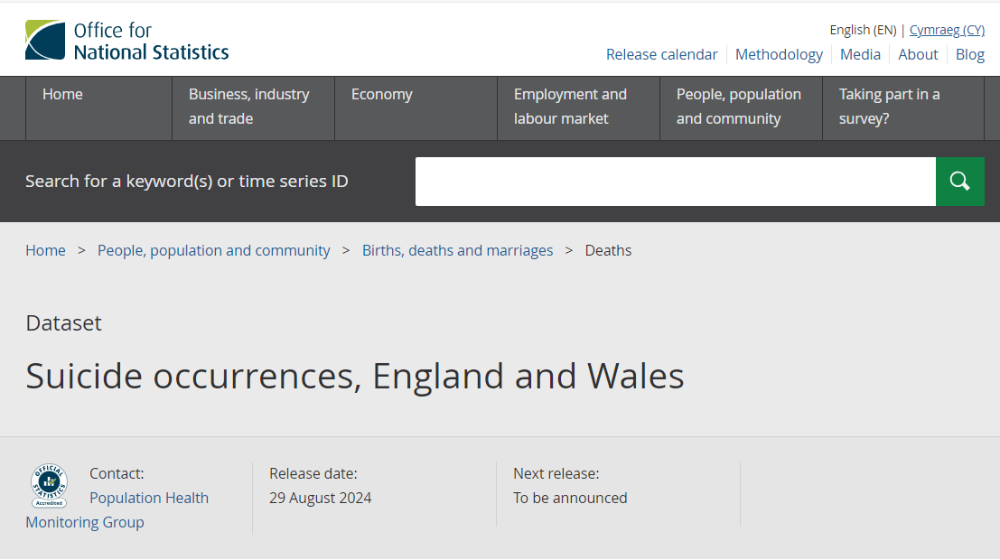 Office for
National Statistics
English (EN) | Cymraeg (CY)
Release calendar
Methodology
Media
About
Blog
Home
Business, industry
and trade
Economy
Employment and
labour market
People, population
and community
Taking part in a
survey?
Search for a keyword(s) or time series ID
Home > People, population and community > Births, deaths and marriages > Deaths
Dataset
Suicide occurrences, England and Wales
OFFICIAL STATISTICS
Accredited
Contact:
Population Health
Monitoring Group
Release date:
29 August 2024
Next release:
To be announced